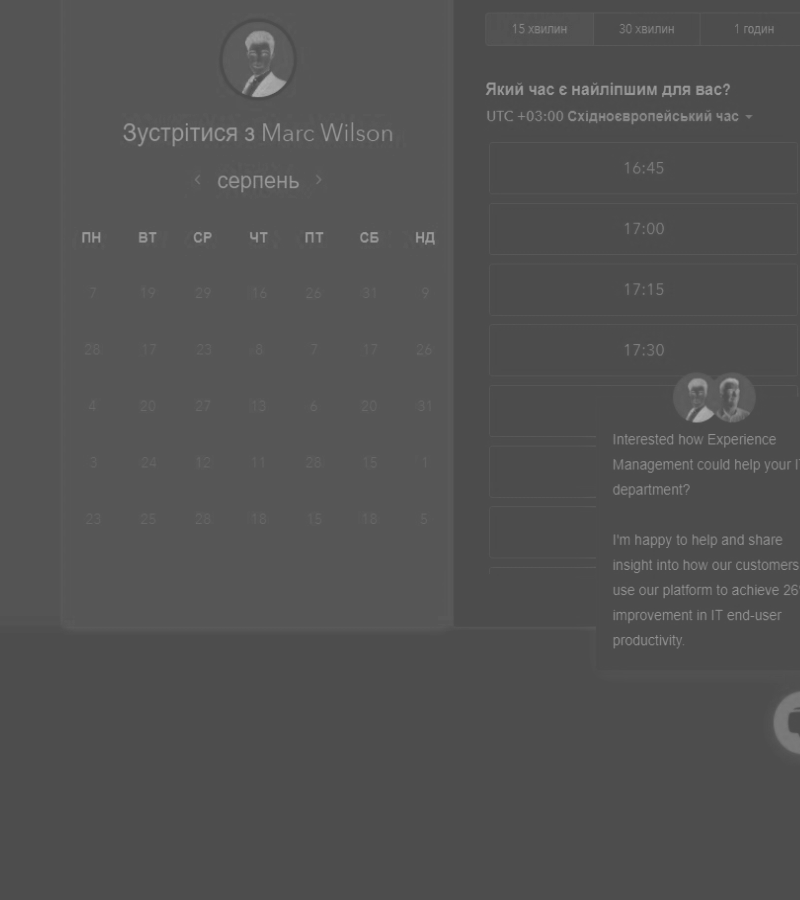 Зустрітися з Marc Wilson
серпень
ПН ВТ СР ЧТ ПТ СБ НД
7 19 29 16 26 31 9
28 17 23 8 7 17 26
4 20 27 13 6 20 31
3 24 12 11 26 15 1
23 25 28 18 15 18 5
15 хвилин 30 хвилин 1 годин
Який час є найліпшим для вас?
UTC +03:00 Східноєвропейський час
16:45
17:00
17:15
17:30
Interested how Experience
Management could help your
department?
I'm happy to help and share
insight into how our customers
use our platform to achieve
improvement in IT end-user
productivity.